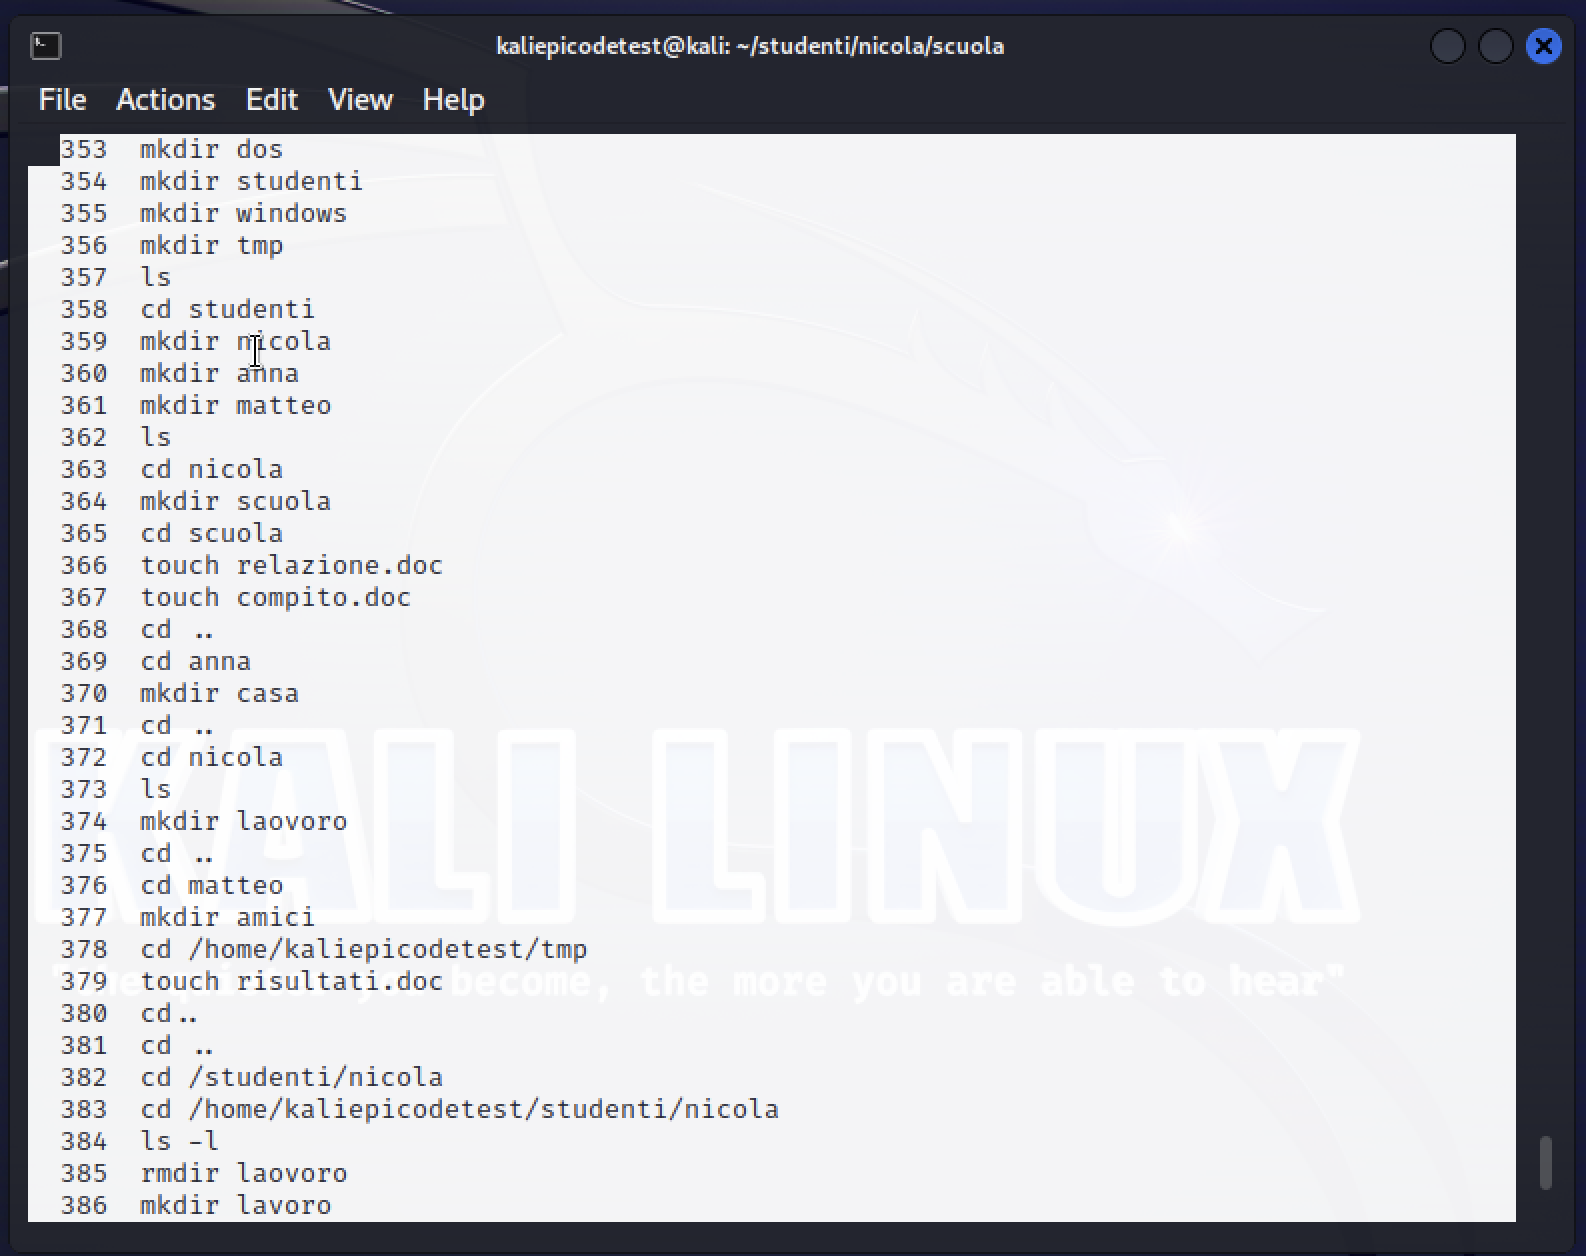 kaliepicodetest@kali: ~/studenti/nicola/scuola
File Actions Edit View Help
353 mkdir dos
354 mkdir studenti
355 mkdir windows
356 mkdir tmp
357 ls
358 cd studenti
359 mkdir nicola
360 mkdir anna
361 mkdir matteo
362 ls
363 cd nicola
364 mkdir scuola
365 cd scuola
366 touch relazione.doc
367 touch compito.doc
368 cd ..
369 cd anna
370 mkdir casa
371 cd ..
372 cd nicola
373 ls
374 mkdir laovoro
375 cd ..
376 cd matteo
377 mkdir amici
378 cd /home/kaliepicodetest/tmp
379 touch risultati.doc
380 cd..
381 cd ..
382 cd /studenti/nicola
383 cd /home/kaliepicodetest/studenti/nicola
384 ls -l
385 rmdir laovoro
386 mkdir lavoro
KALI LINUX
become, the more you are able to hear"